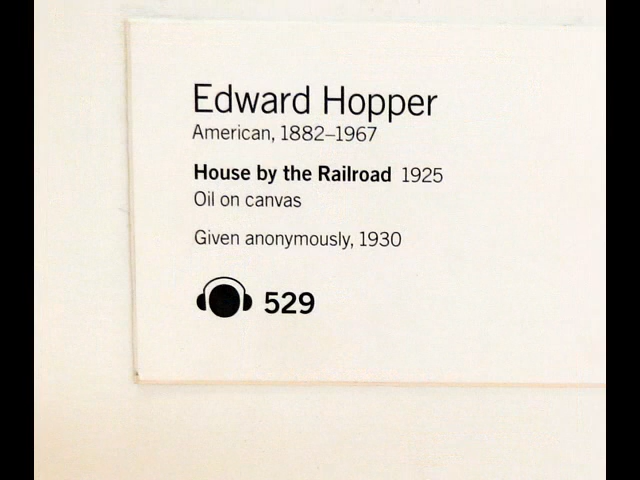 Edward Hopper
American, 1882–1967
House by the Railroad 1925
Oil on canvas
Given anonymously, 1930
529